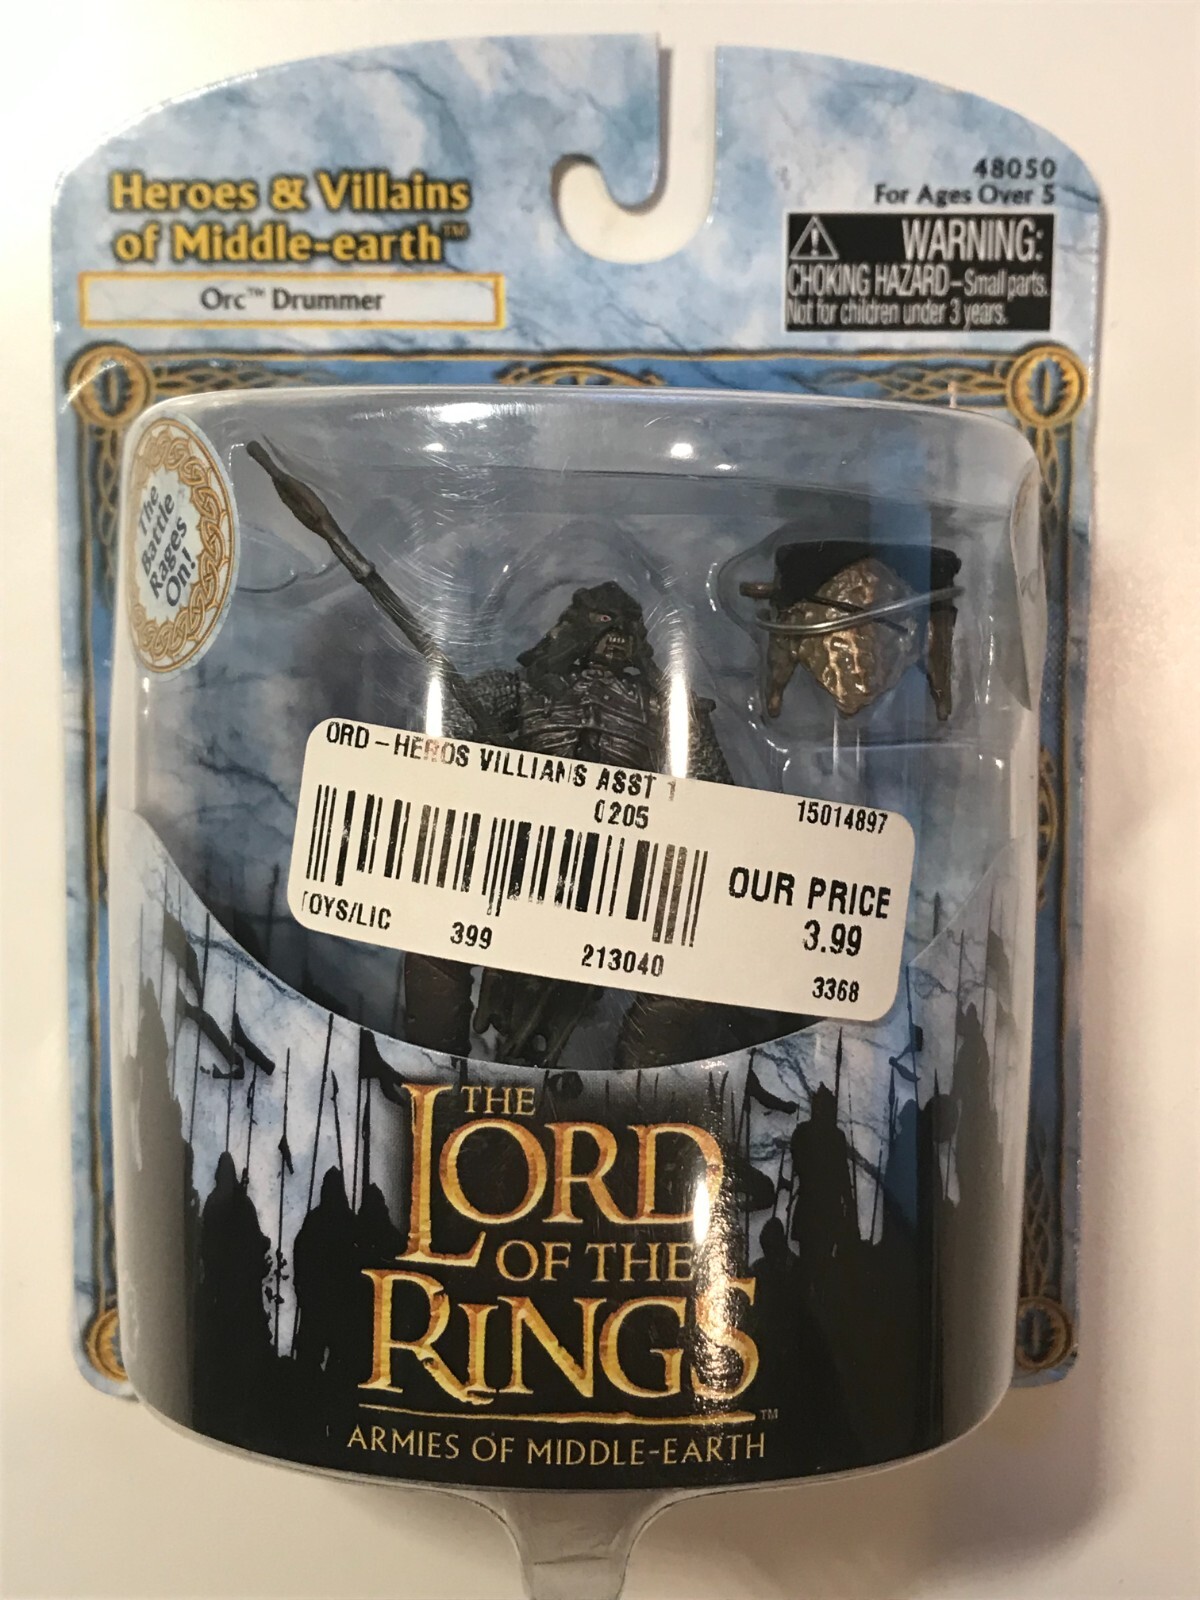 Heroes & Villains
of Middle-earth™
Orc™ Drummer
48050
For Ages Over 5
WARNING:
CHOKING HAZARD–Small parts.
Not for children under 3 years.
The
Battle
Rages
On!
ORD-HEROS VILLIANS ASST 1
0205
15014897
OUR PRICE
3.99
TOYS/LIC
399
213040
3368
THE
LORD
OF THE
RINGS™
ARMIES OF MIDDLE-EARTH